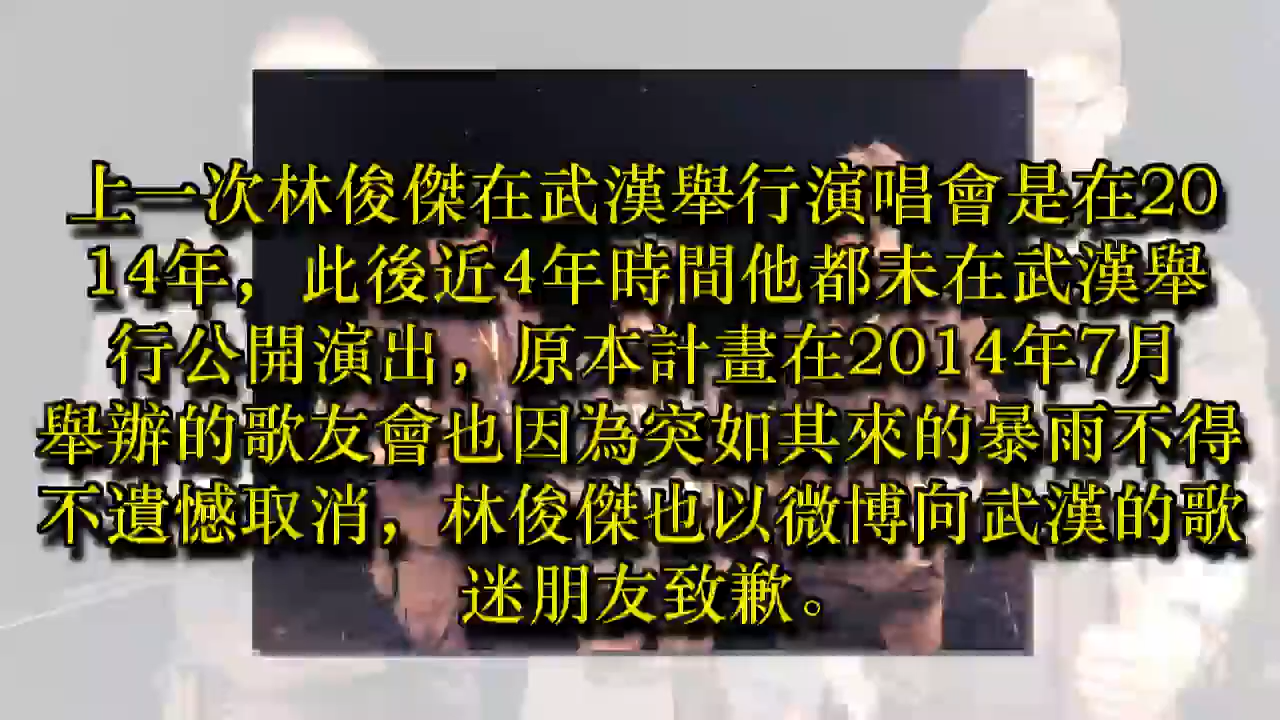 上一次林俊傑在武漢舉行演唱會是在20
14年，此後近4年時間他都未在武漢舉
行公開演出，原本計畫在2014年7月
舉辦的歌友會也因為突如其來的暴雨不得
不遺憾取消，林俊傑也以微博向武漢的歌
迷朋友致歉。